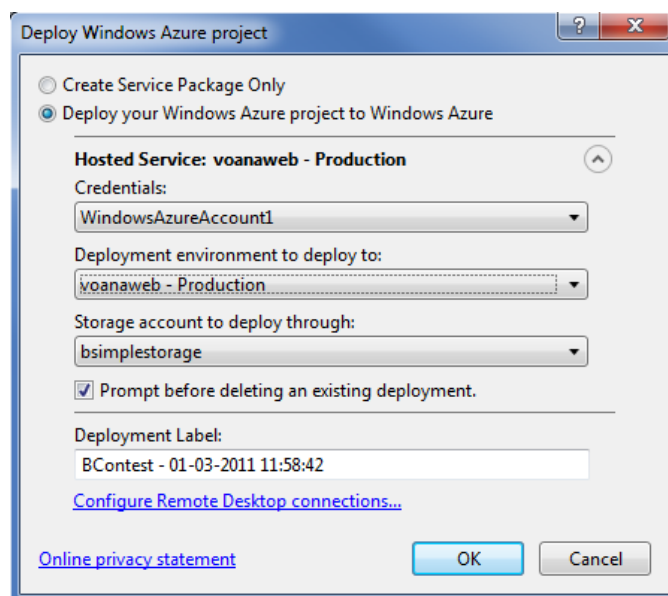 Deploy Windows Azure project
?
Create Service Package Only
Deploy your Windows Azure project to Windows Azure
Hosted Service: voanaweb - Production
Credentials:
WindowsAzureAccount1
Deployment environment to deploy to:
voanaweb - Production
Storage account to deploy through:
bsimplestorage
Prompt before deleting an existing deployment.
Deployment Label:
BContest - 01-03-2011 11:58:42
Configure Remote Desktop connections...
Online privacy statement OK Cancel